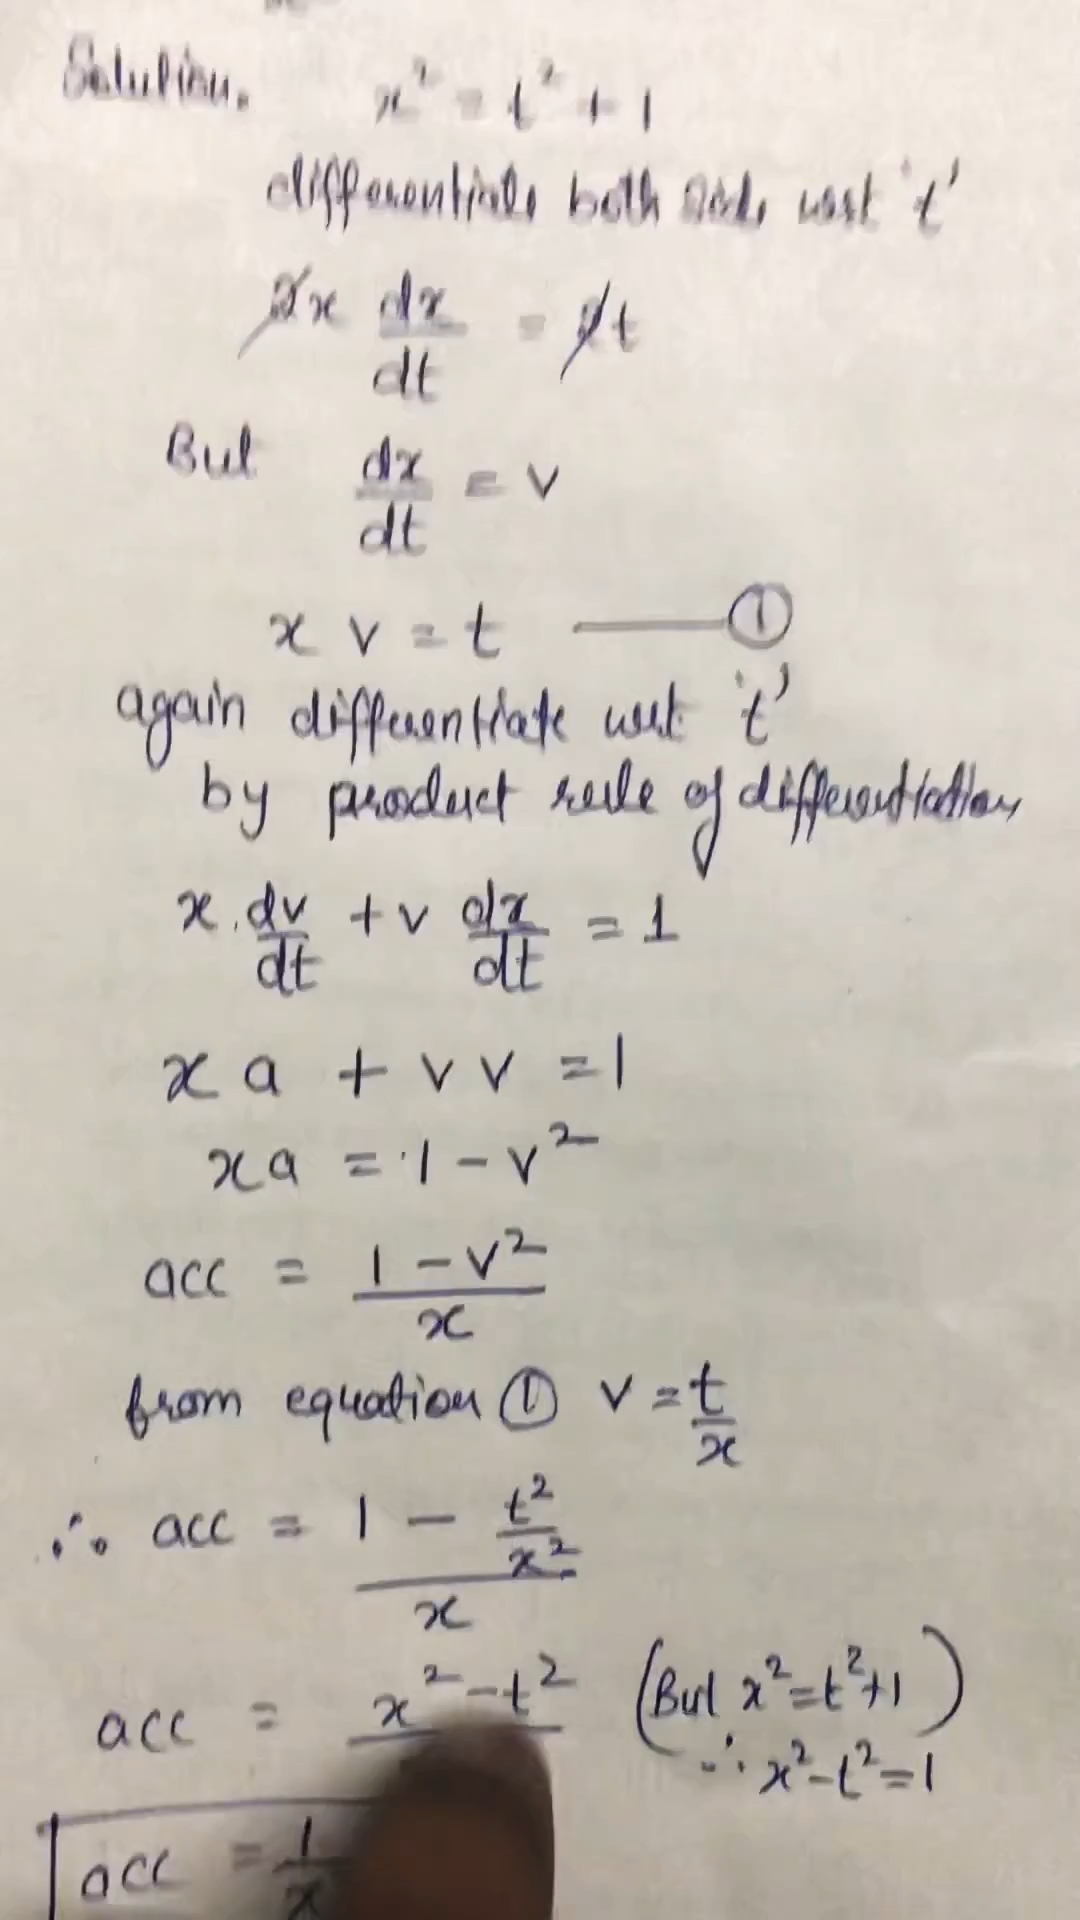 Solution. x² = t² + 1
differentiate both side wrt 't'
2x dx/dt = 2t
But dx/dt = v
x v = t ——— ①
again differentiate wrt 't'
by product rule of differentiation
x . dv/dt + v dx/dt = 1
x a + v v = 1
x a = 1 - v²
acc = (1 - v²)/x
from equation ① v = t/x
∴ acc = (1 - t²/x²)/x
acc = x² - t² (But x² = t² + 1)
∴ x² - t² = 1
acc = 1/x